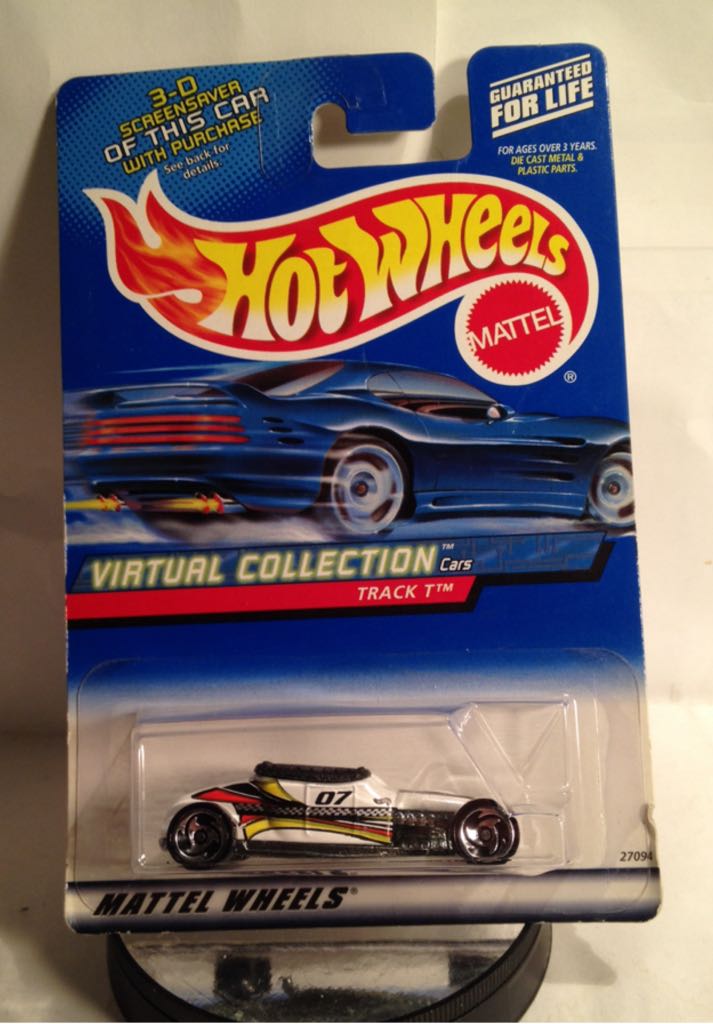 3-D
SCREENSAVER
OF THIS CAR
WITH PURCHASE
See back for
details.
GUARANTEED
FOR LIFE
FOR AGES OVER 3 YEARS.
DIE CAST METAL &
PLASTIC PARTS.
HOT WHEELS
MATTEL
®
VIRTUAL COLLECTION™
Cars
TRACK T™
07
27094
MATTEL WHEELS®